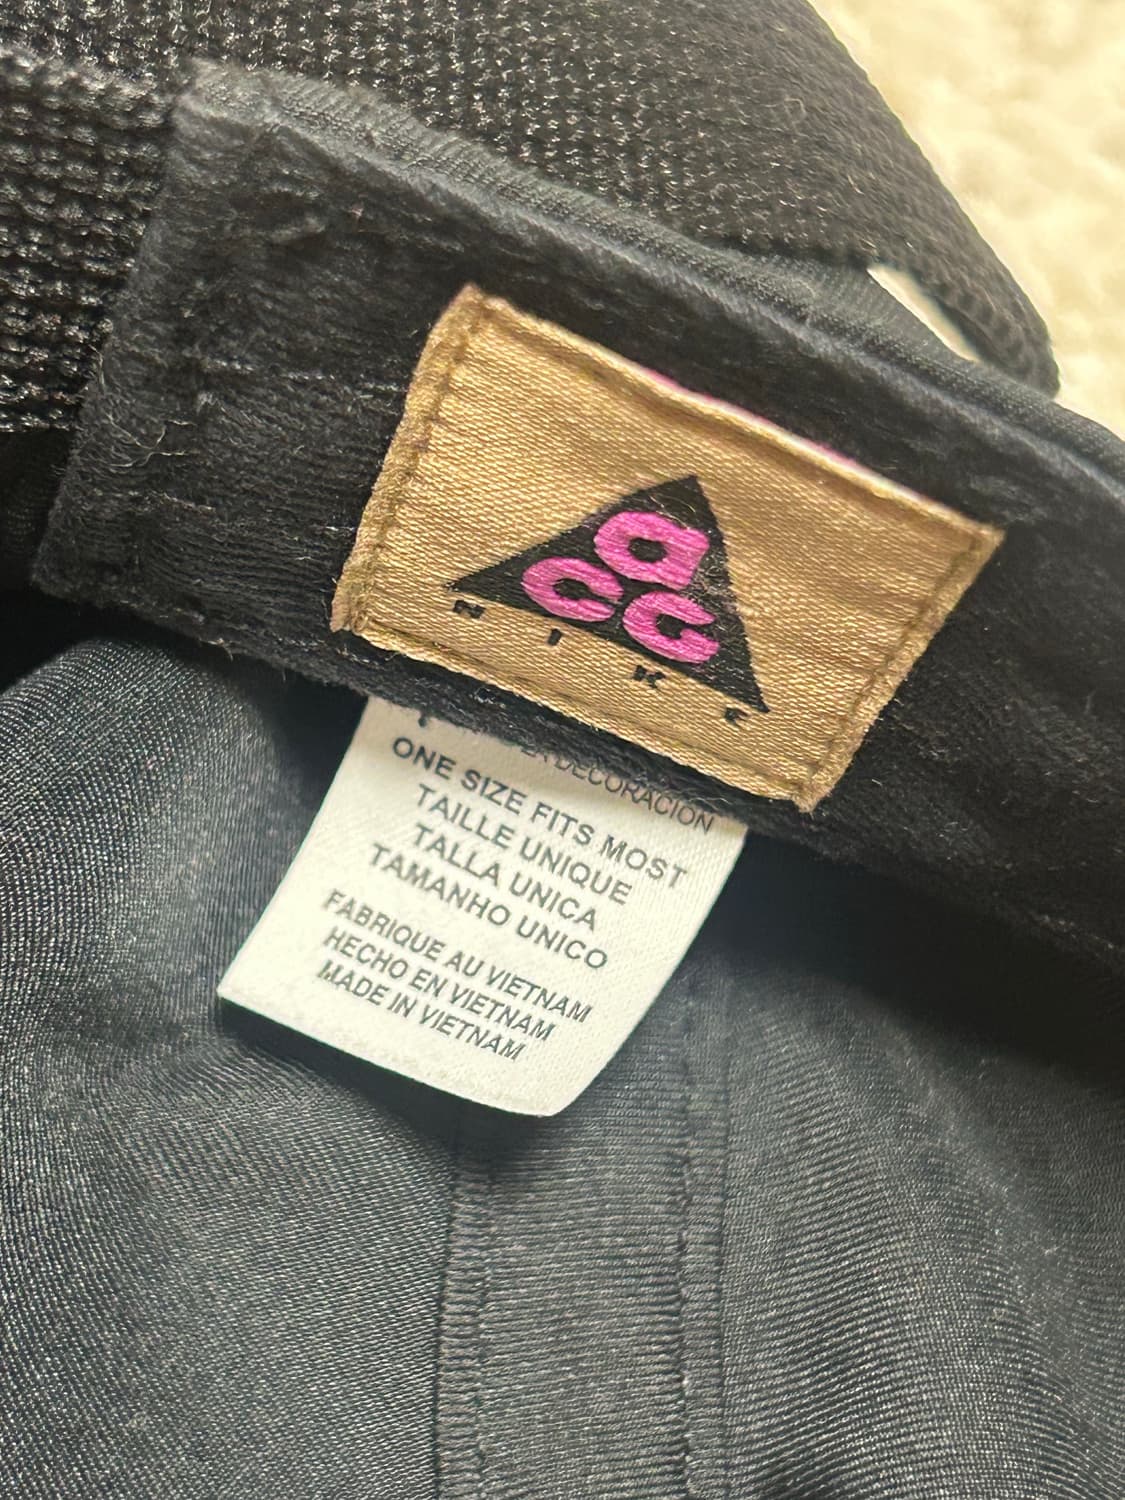 acg
NIKE
DECORACION
ONE SIZE FITS MOST
TAILLE UNIQUE
TALLA UNICA
TAMANHO UNICO
FABRIQUE AU VIETNAM
HECHO EN VIETNAM
MADE IN VIETNAM